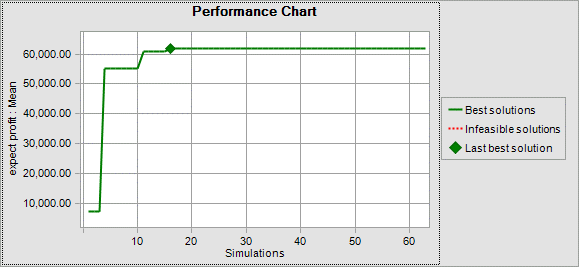 Performance Chart
expect profit : Mean
60,000.00
50,000.00
40,000.00
30,000.00
20,000.00
10,000.00
10 20 30 40 50 60
Simulations
Best solutions
Infeasible solutions
Last best solution